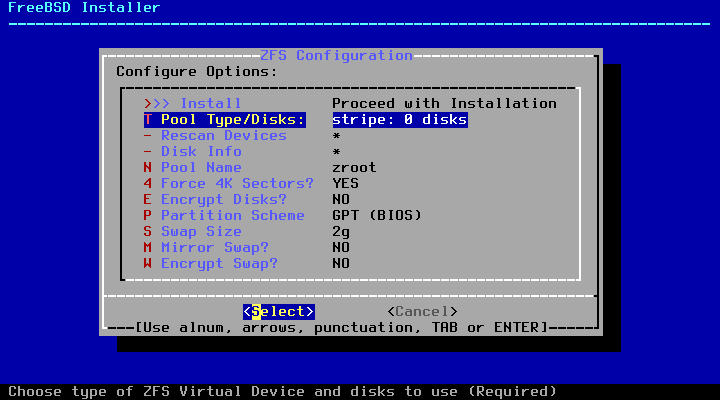 FreeBSD Installer
ZFS Configuration
Configure Options:
>>> Install Proceed with Installation
T Pool Type/Disks: stripe: 0 disks
- Rescan Devices *
- Disk Info *
N Pool Name zroot
4 Force 4K Sectors? YES
E Encrypt Disks? NO
P Partition Scheme GPT (BIOS)
S Swap Size 2g
M Mirror Swap? NO
W Encrypt Swap? NO
<Select> <Cancel>
[Use alnum, arrows, punctuation, TAB or ENTER]
Choose type of ZFS Virtual Device and disks to use (Required)